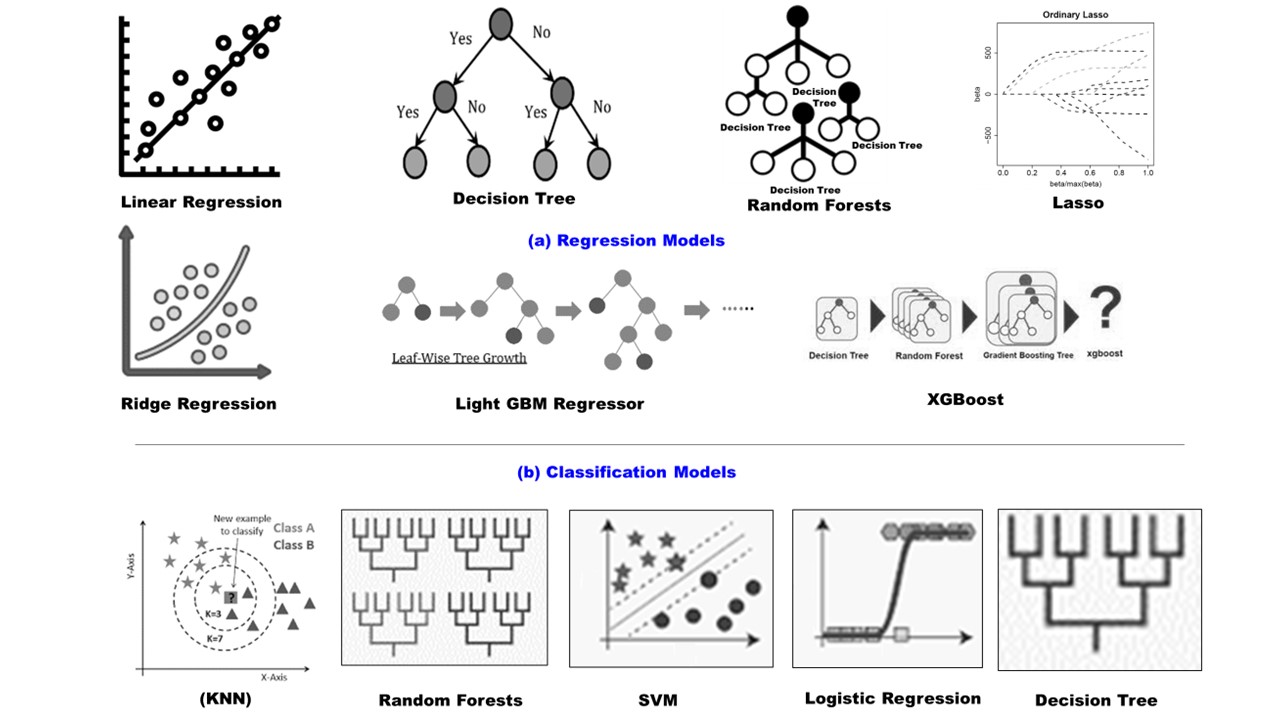 Yes
No
Yes
No
Yes
No
Decision Tree
Decision
Tree
Decision Tree
Decision Tree
Ordinary Lasso
beta
500
0
−500
0.0 0.2 0.4 0.6 0.8 1.0
beta/max(beta)
Linear Regression
Decision Tree
Random Forests
Lasso
(a) Regression Models
Leaf-Wise Tree Growth
Decision Tree
Random Forest
Gradient Boosting Tree
?
xgboost
Ridge Regression
Light GBM Regressor
XGBoost
(b) Classification Models
New example
to classify
Class A
Class B
Y-Axis
?
K=3
K=7
X-Axis
(KNN)
Random Forests
SVM
Logistic Regression
Decision Tree